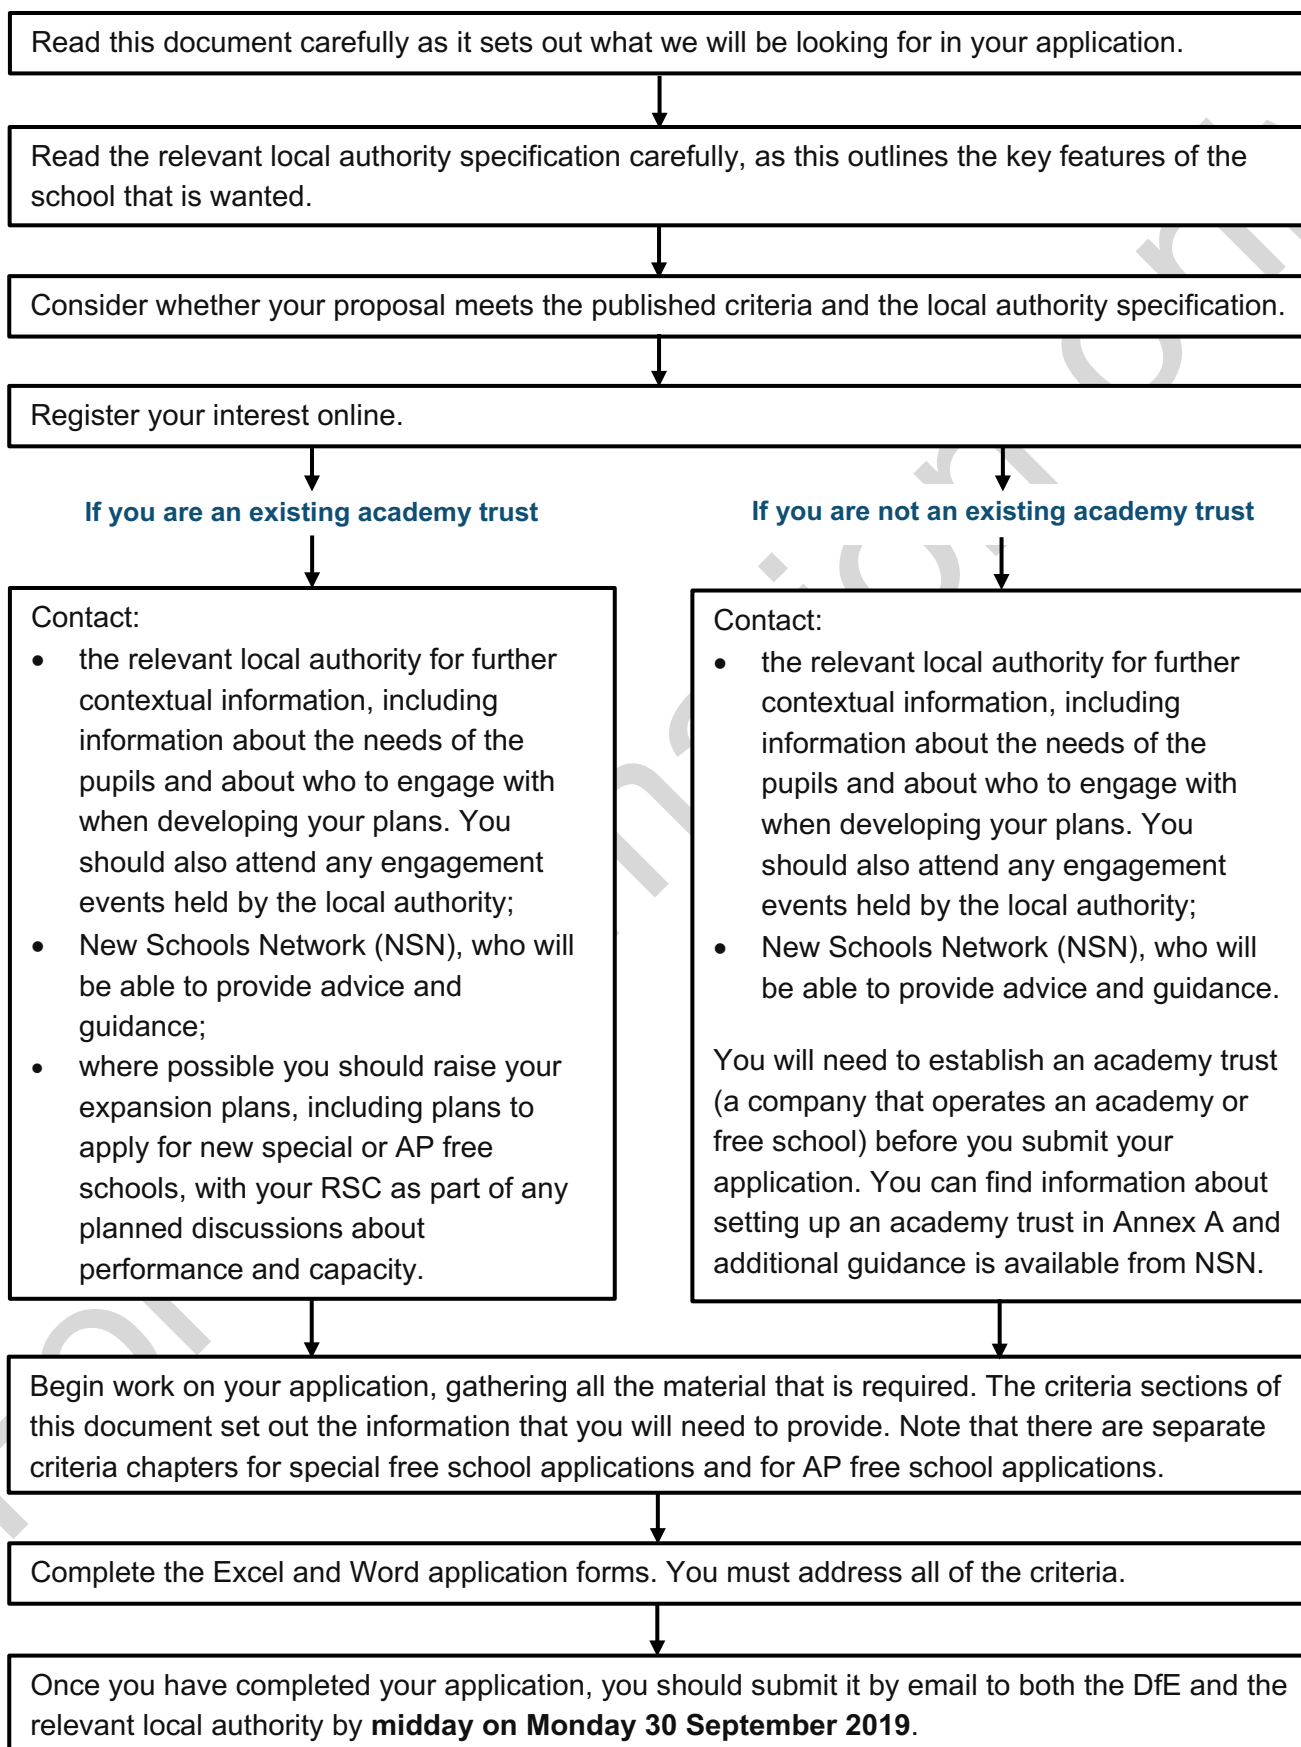 Read this document carefully as it sets out what we will be looking for in your application.
Read the relevant local authority specification carefully, as this outlines the key features of the
school that is wanted.
Consider whether your proposal meets the published criteria and the local authority specification.
Register your interest online.
If you are an existing academy trust
Contact:
• the relevant local authority for further
contextual information, including
information about the needs of the
pupils and about who to engage with
when developing your plans. You
should also attend any engagement
events held by the local authority;
• New Schools Network (NSN), who will
be able to provide advice and
guidance;
• where possible you should raise your
expansion plans, including plans to
apply for new special or AP free
schools, with your RSC as part of any
planned discussions about
performance and capacity.
If you are not an existing academy trust
Contact:
• the relevant local authority for further
contextual information, including
information about the needs of the
pupils and about who to engage with
when developing your plans. You
should also attend any engagement
events held by the local authority;
• New Schools Network (NSN), who will
be able to provide advice and guidance.
You will need to establish an academy trust
(a company that operates an academy or
free school) before you submit your
application. You can find information about
setting up an academy trust in Annex A and
additional guidance is available from NSN.
Begin work on your application, gathering all the material that is required. The criteria sections of
this document set out the information that you will need to provide. Note that there are separate
criteria chapters for special free school applications and for AP free school applications.
Complete the Excel and Word application forms. You must address all of the criteria.
Once you have completed your application, you should submit it by email to both the DfE and the
relevant local authority by midday on Monday 30 September 2019.